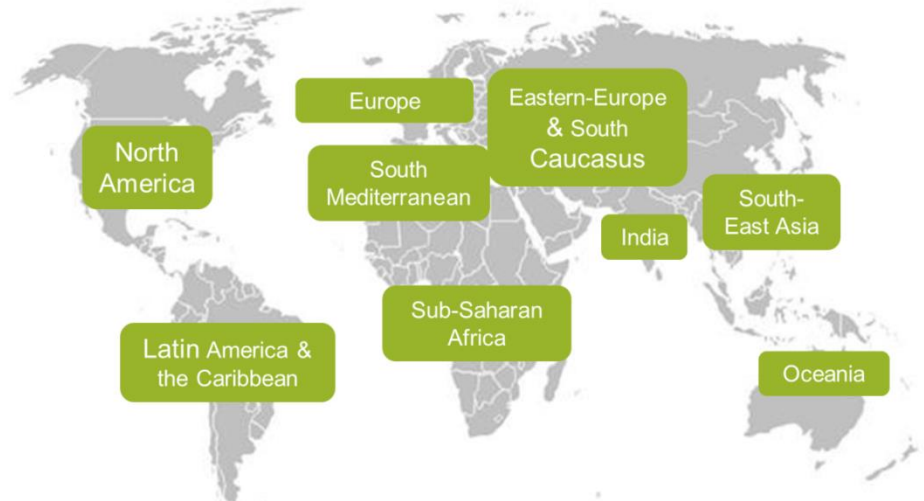 Europe
Eastern-Europe
& South
Caucasus
North
America
South
Mediterranean
South-
East Asia
India
Sub-Saharan
Africa
Latin America &
the Caribbean
Oceania